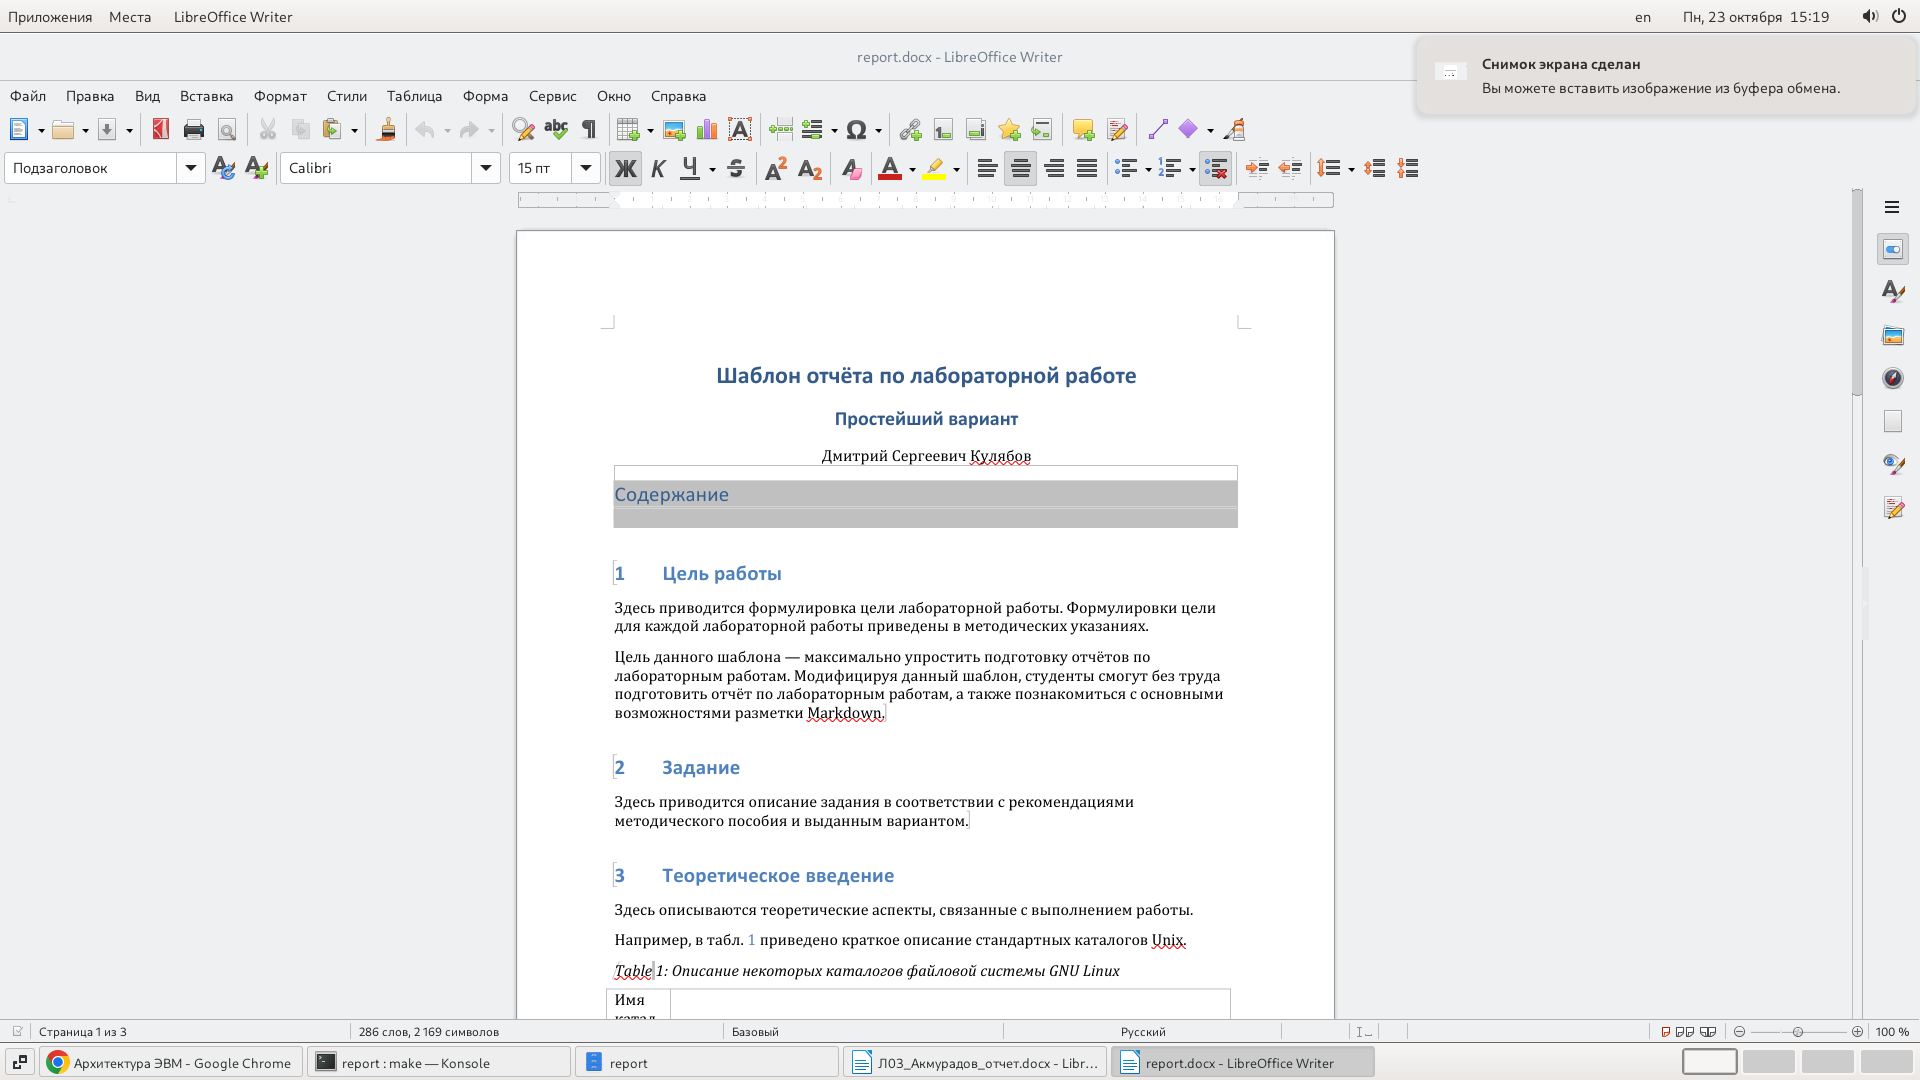 Приложения Места LibreOffice Writer en Пн, 23 октября 15:19
report.docx - LibreOffice Writer
Снимок экрана сделан
Вы можете вставить изображение из буфера обмена.
Файл Правка Вид Вставка Формат Стили Таблица Форма Сервис Окно Справка
Подзаголовок Calibri 15 пт
Шаблон отчёта по лабораторной работе
Простейший вариант
Дмитрий Сергеевич Кулябов
Содержание
1 Цель работы
Здесь приводится формулировка цели лабораторной работы. Формулировки цели
для каждой лабораторной работы приведены в методических указаниях.
Цель данного шаблона — максимально упростить подготовку отчётов по
лабораторным работам. Модифицируя данный шаблон, студенты смогут без труда
подготовить отчёт по лабораторным работам, а также познакомиться с основными
возможностями разметки Markdown.
2 Задание
Здесь приводится описание задания в соответствии с рекомендациями
методического пособия и выданным вариантом.
3 Теоретическое введение
Здесь описываются теоретические аспекты, связанные с выполнением работы.
Например, в табл. 1 приведено краткое описание стандартных каталогов Unix.
Table 1: Описание некоторых каталогов файловой системы GNU Linux
Имя
катал
Страница 1 из 3 286 слов, 2 169 символов Базовый Русский 100 %
Архитектура ЭВМ - Google Chrome report : make — Konsole report Л03_Акмурадов_отчет.docx - Libr... report.docx - LibreOffice Writer